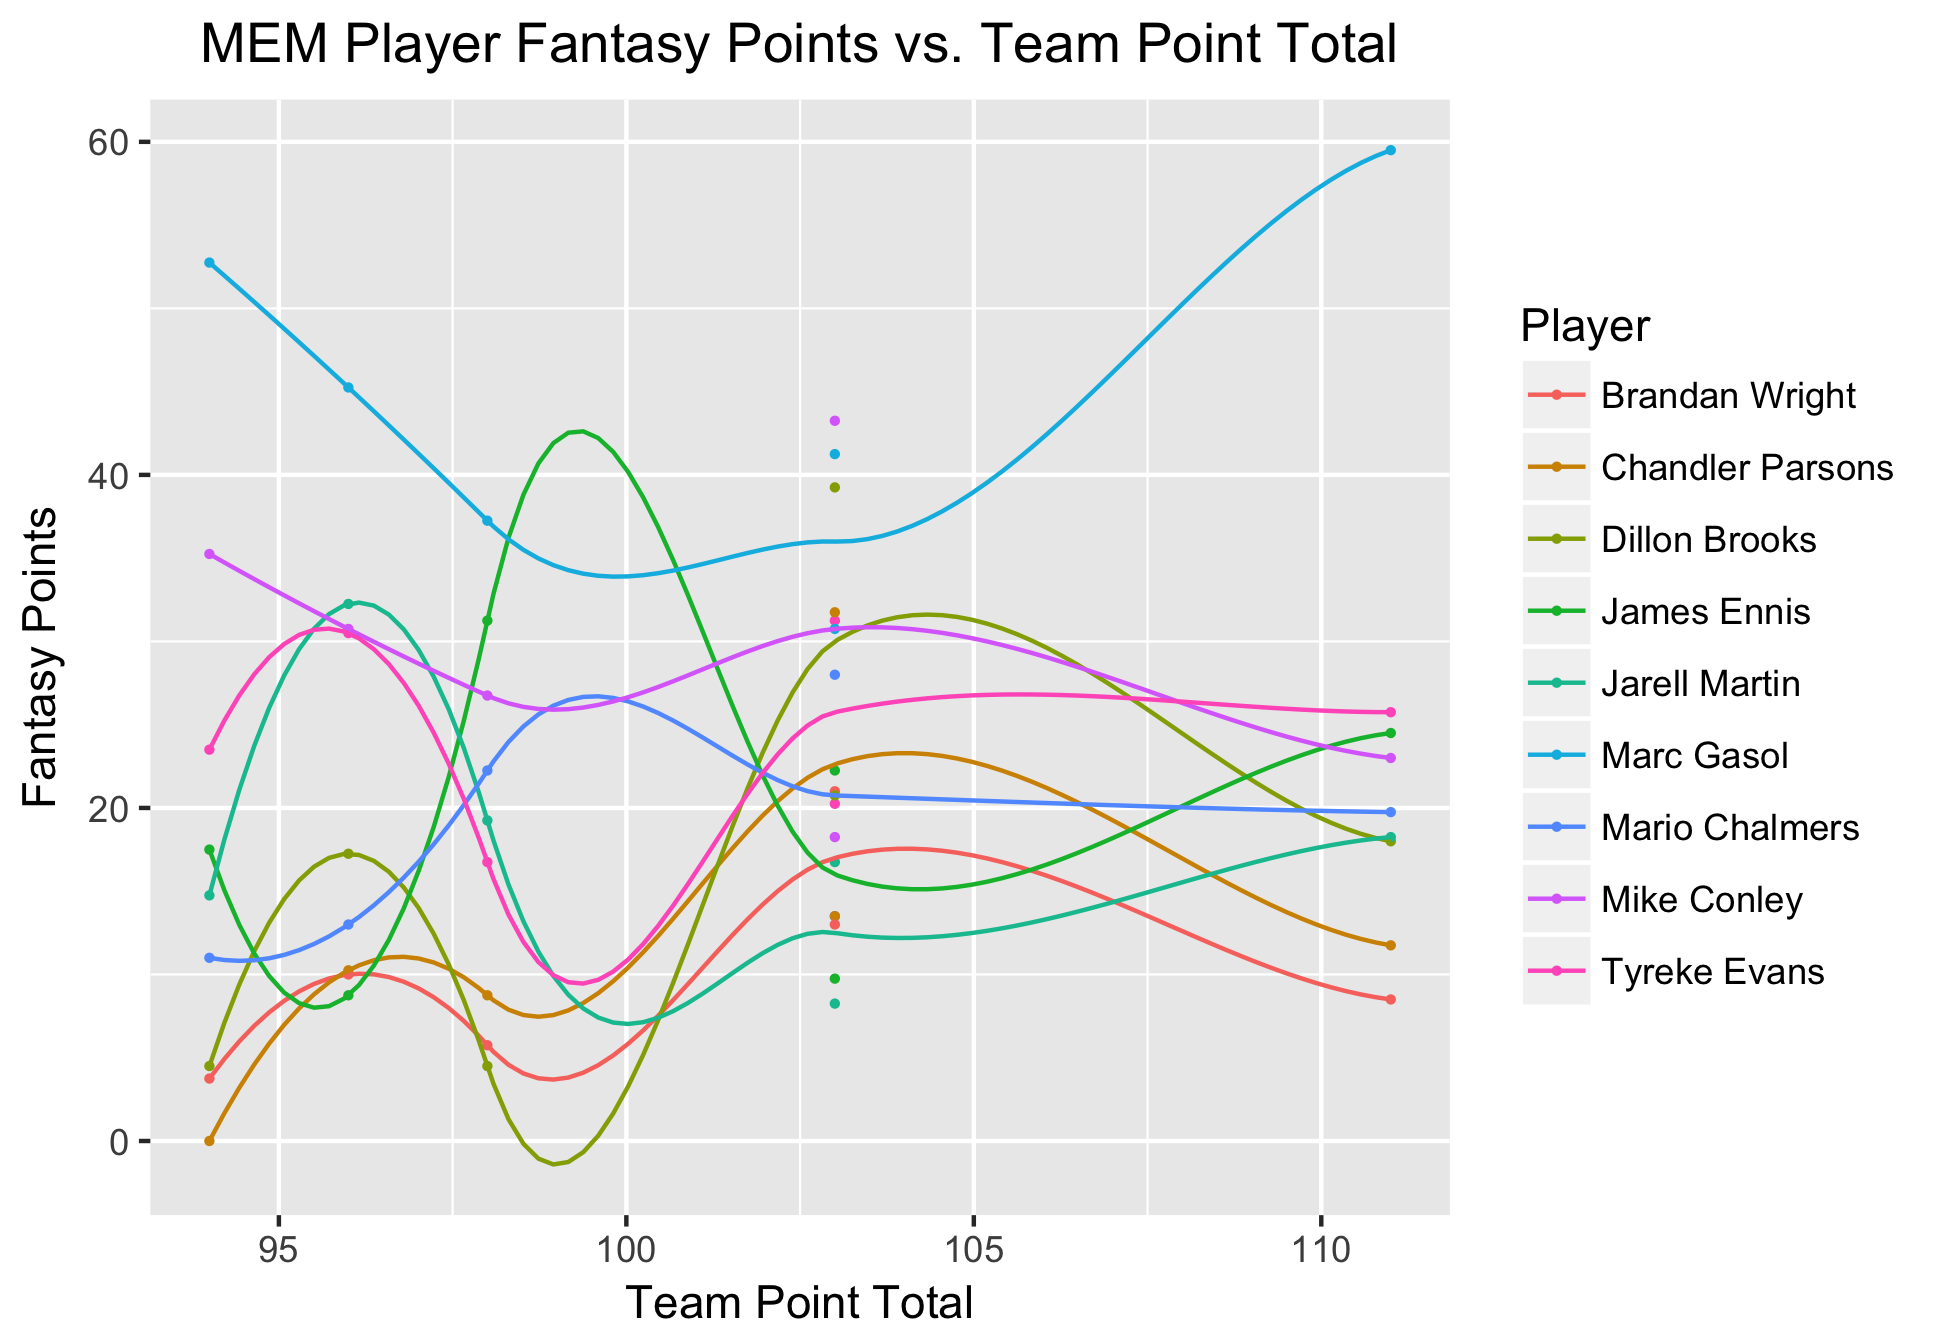 MEM Player Fantasy Points vs. Team Point Total
60
40
20
0
Fantasy Points
95
100
105
110
Team Point Total
Player
Brandan Wright
Chandler Parsons
Dillon Brooks
James Ennis
Jarell Martin
Marc Gasol
Mario Chalmers
Mike Conley
Tyreke Evans